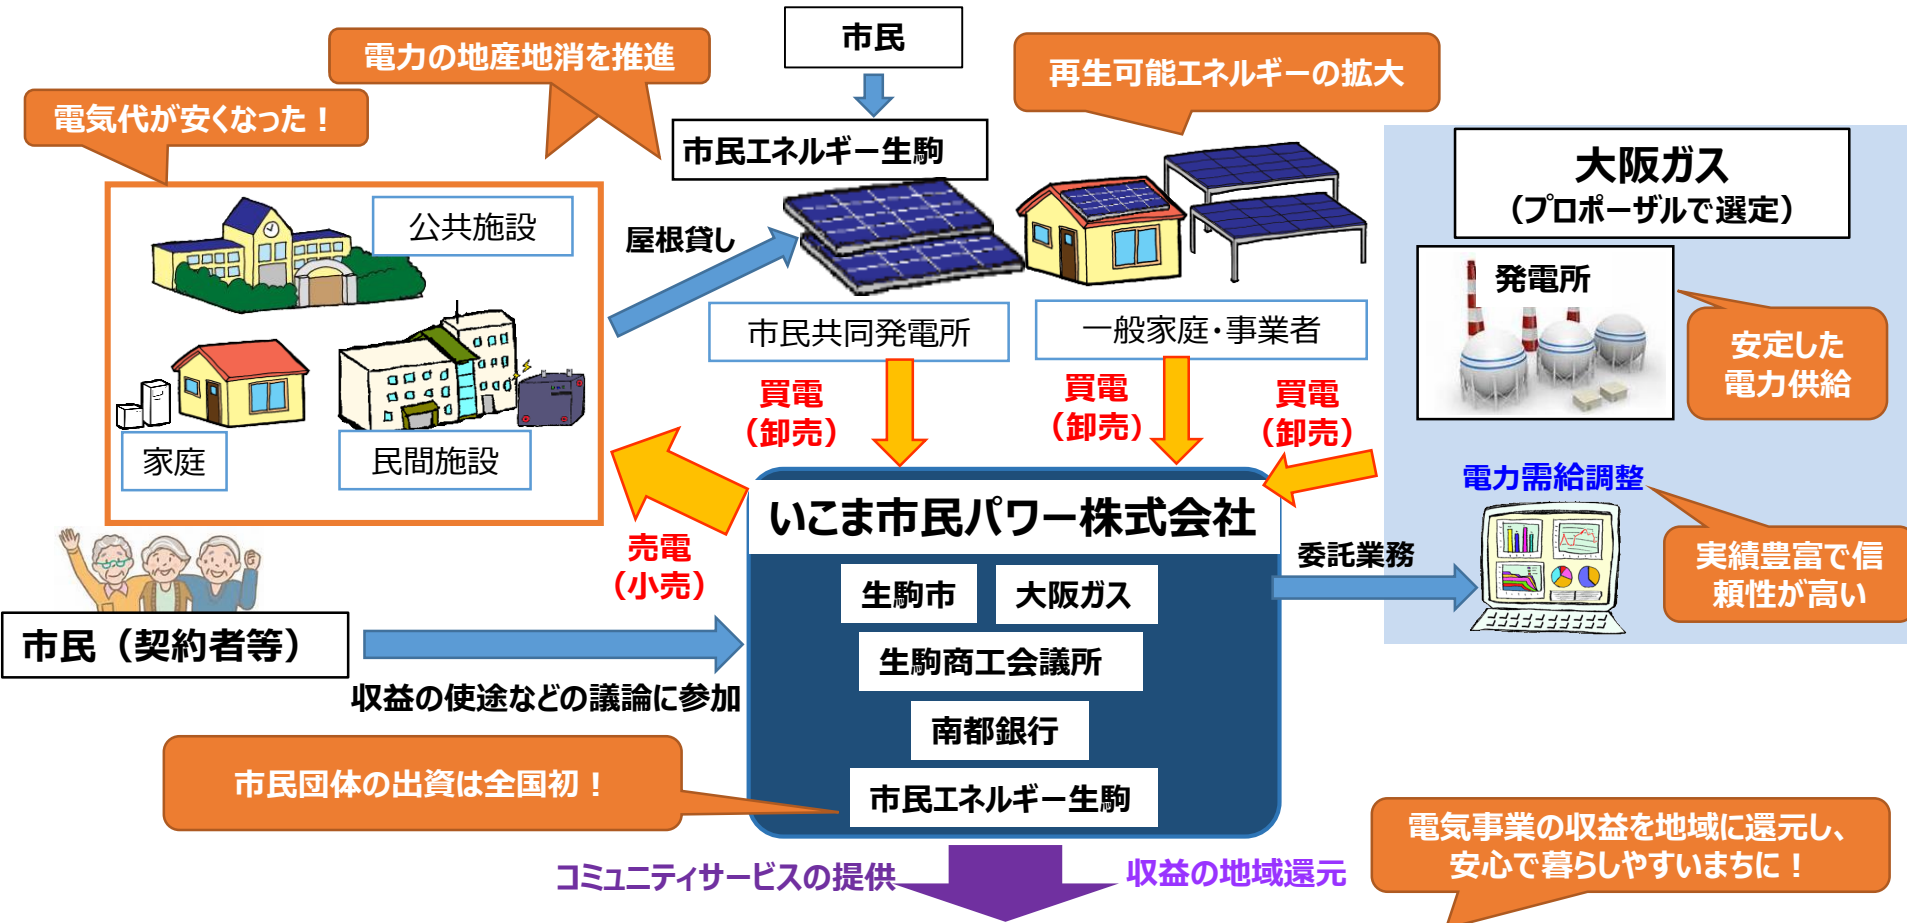 市民
電力の地産地消を推進
再生可能エネルギーの拡大
電気代が安くなった！
市民エネルギー生駒
大阪ガス
（プロポーザルで選定）
公共施設
屋根貸し
発電所
市民共同発電所
一般家庭・事業者
安定した
電力供給
買電
（卸売）
買電
（卸売）
買電
（卸売）
家庭
民間施設
電力需給調整
いこま市民パワー株式会社
売電
（小売）
委託業務
実績豊富で信
頼性が高い
生駒市
大阪ガス
市民（契約者等）
生駒商工会議所
収益の使途などの議論に参加
南都銀行
市民団体の出資は全国初！
市民エネルギー生駒
電気事業の収益を地域に還元し、
安心で暮らしやすいまちに！
コミュニティサービスの提供
収益の地域還元